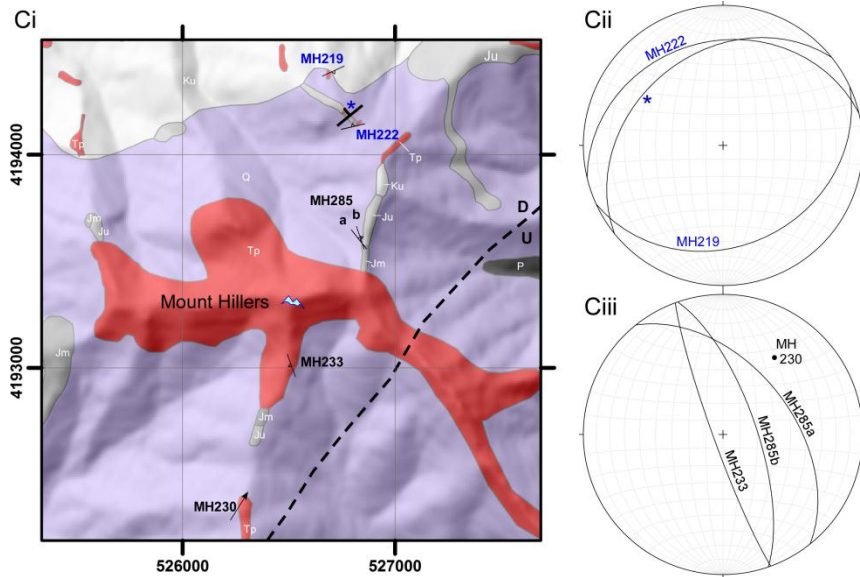 Ci
Cii
Ciii
4194000
4193000
526000
527000
MH219
*
MH222
Ju
Ku
Tp
Tp
Q
MH285
a
b
Ku
Ju
Jm
D
U
P
Jm
Ju
Tp
Mount Hillers
Jm
MH233
Jm
Ju
MH230
Tp
MH222
*
MH219
MH
230
MH285a
MH285b
MH233